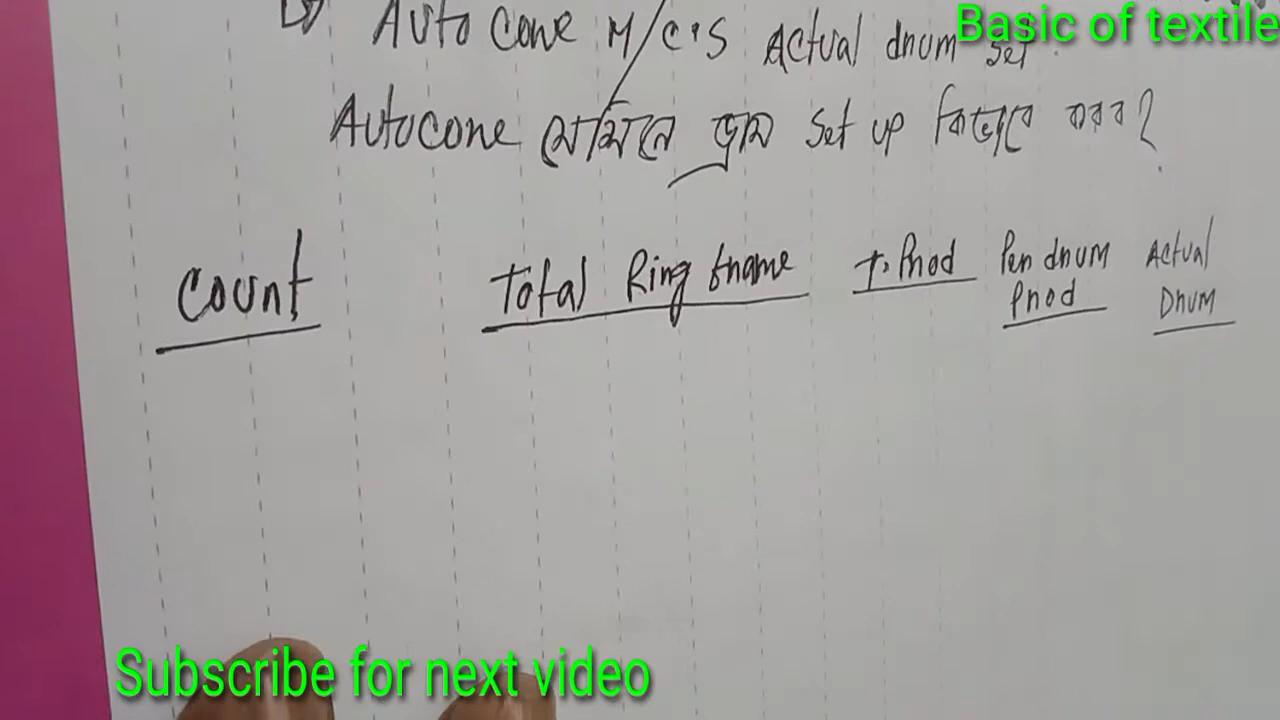 Basic of textile
Auto Cone M/C's Actual drum set.
Autocone মেশিনে ড্রাম set up কিভাবে করব?
Count Total Ring frame T. Prod Per drum Prod Actual Drum
Subscribe for next video